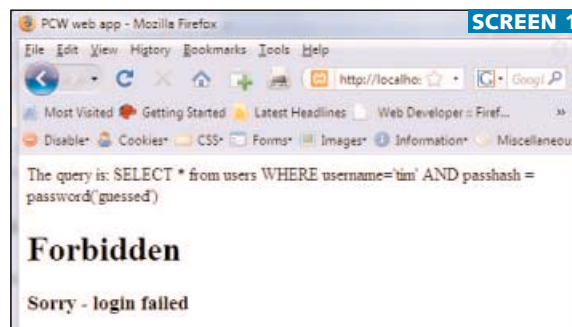 PCW web app - Mozilla Firefox
SCREEN 1
File Edit View History Bookmarks Tools Help
http://localho: Googl
Most Visited Getting Started Latest Headlines Web Developer :: Firef... »
Disable Cookies CSS Forms Images Information Miscellaneou
The query is: SELECT * from users WHERE username='tim' AND passhash =
password('guessed')
Forbidden
Sorry - login failed